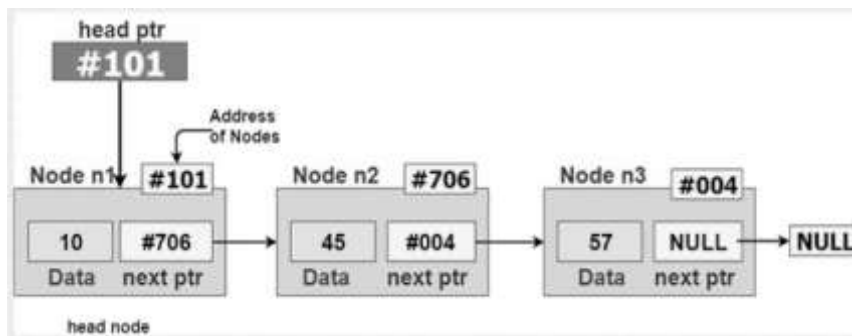 head ptr
#101
Address
of Nodes
Node n1
#101
Node n2
#706
Node n3
#004
10
#706
45
#004
57
NULL
NULL
Data
next ptr
Data
next ptr
Data
next ptr
head node